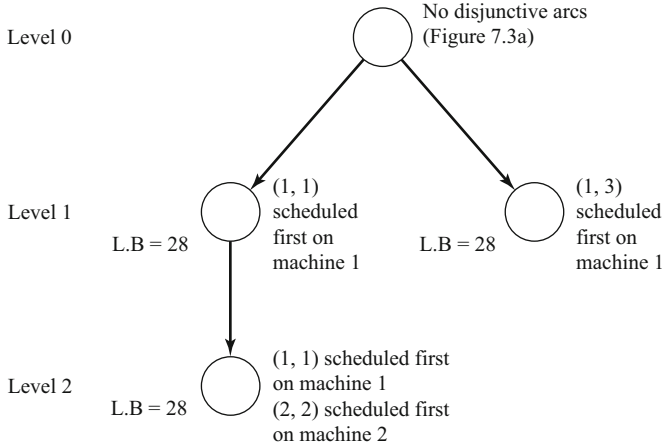 No disjunctive arcs
Level 0
(Figure 7.3a)
(1, 1)
scheduled
first on
machine 1
(1, 3)
scheduled
first on
machine 1
Level 1
L.B = 28
L.B = 28
(1, 1) scheduled first
on machine 1
(2, 2) scheduled first
on machine 2
Level 2
L.B = 28